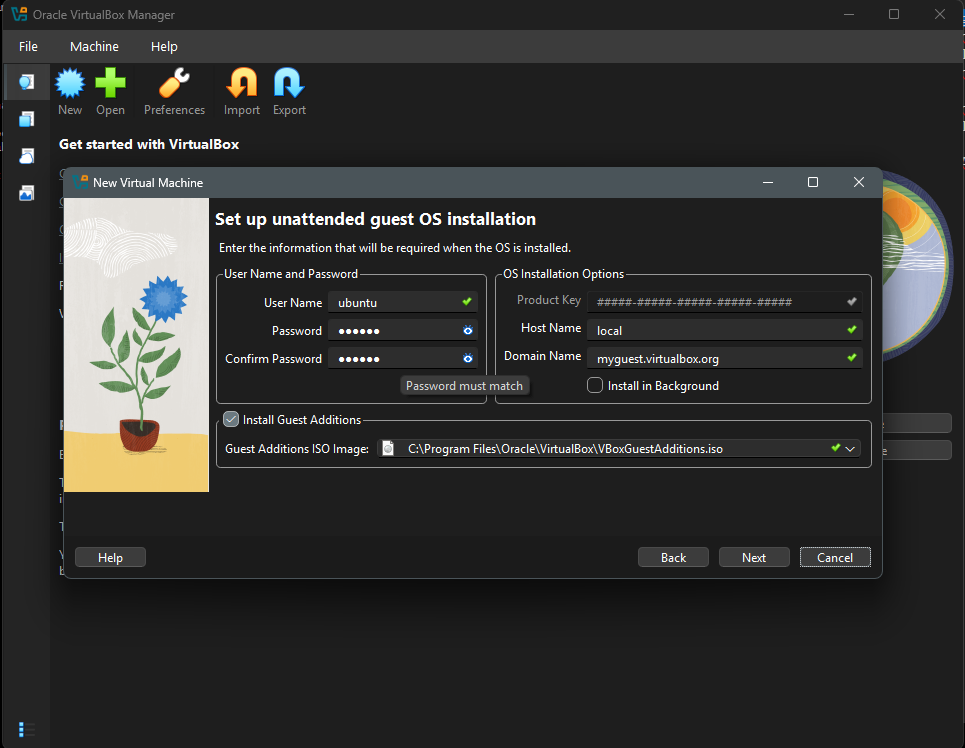 Oracle VirtualBox Manager
File Machine Help
New Open Preferences Import Export
Get started with VirtualBox
New Virtual Machine
Set up unattended guest OS installation
Enter the information that will be required when the OS is installed.
User Name and Password
User Name ubuntu
Password ●●●●●●
Confirm Password ●●●●●●
Password must match
OS Installation Options
Product Key #####-#####-#####-#####-#####
Host Name local
Domain Name myguest.virtualbox.org
Install in Background
Install Guest Additions
Guest Additions ISO Image: C:\Program Files\Oracle\VirtualBox\VBoxGuestAdditions.iso
Help Back Next Cancel